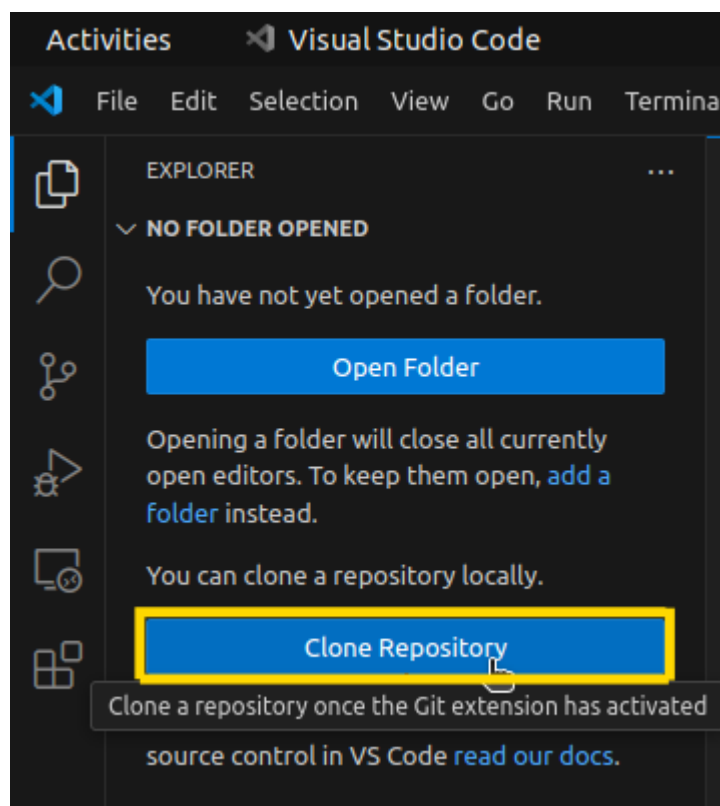 Activities Visual Studio Code
File Edit Selection View Go Run Termina
EXPLORER
NO FOLDER OPENED
You have not yet opened a folder.
Open Folder
Opening a folder will close all currently
open editors. To keep them open, add a
folder instead.
You can clone a repository locally.
Clone Repository
Clone a repository once the Git extension has activated
source control in VS Code read our docs.